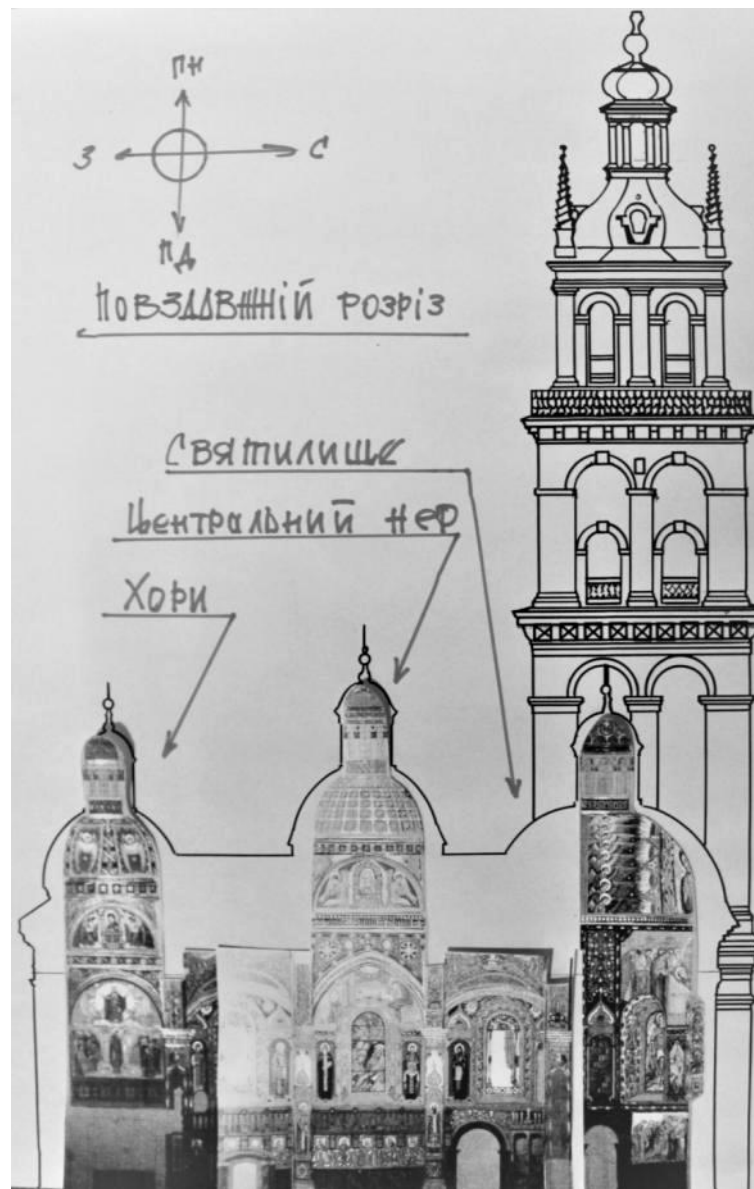 ПН
З С
ПД
ПОВЗДОВЖНІЙ РОЗРІЗ
СВЯТИЛИЩЕ
ЦЕНТРАЛЬНИЙ НЕФ
ХОРИ